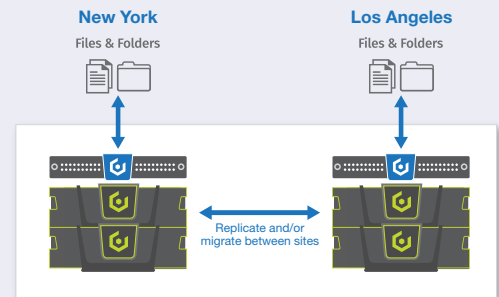 New York
Files & Folders
Los Angeles
Files & Folders
Replicate and/or
migrate between sites